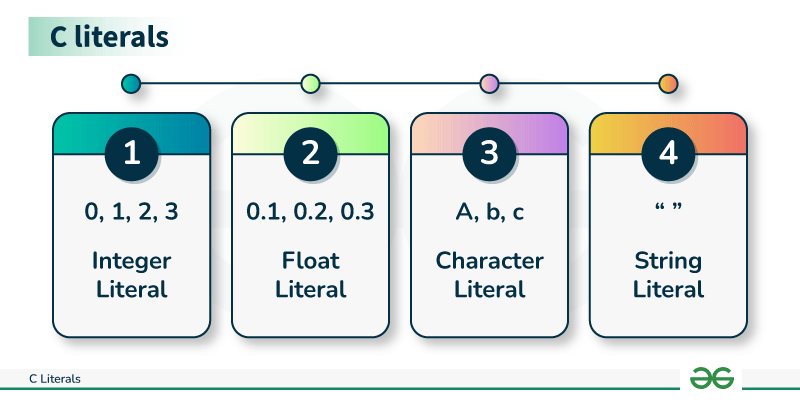 C literals
1
2
3
4
0, 1, 2, 3
0.1, 0.2, 0.3
A, b, c
“ ”
Integer
Literal
Float
Literal
Character
Literal
String
Literal
C Literals